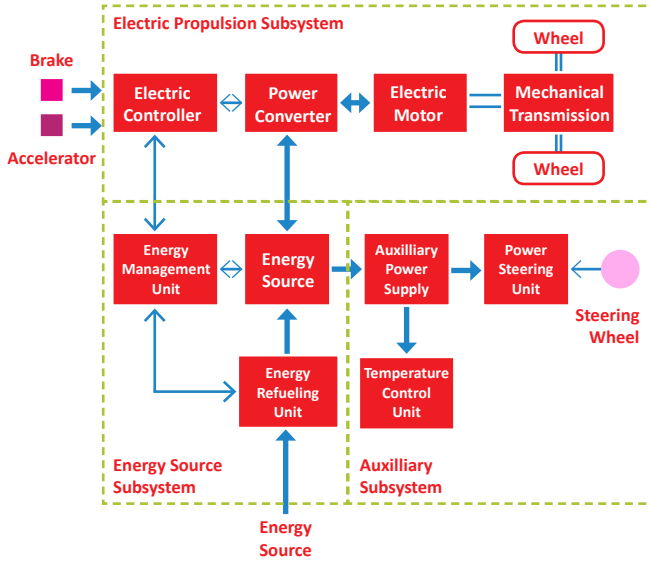 Electric Propulsion Subsystem
Wheel
Brake
Electric
Controller
Power
Converter
Electric
Motor
Mechanical
Transmission
Accelerator
Wheel
Energy
Management
Unit
Energy
Source
Auxilliary
Power
Supply
Power
Steering
Unit
Steering
Wheel
Energy
Refueling
Unit
Temperature
Control
Unit
Energy Source
Subsystem
Auxilliary
Subsystem
Energy
Source